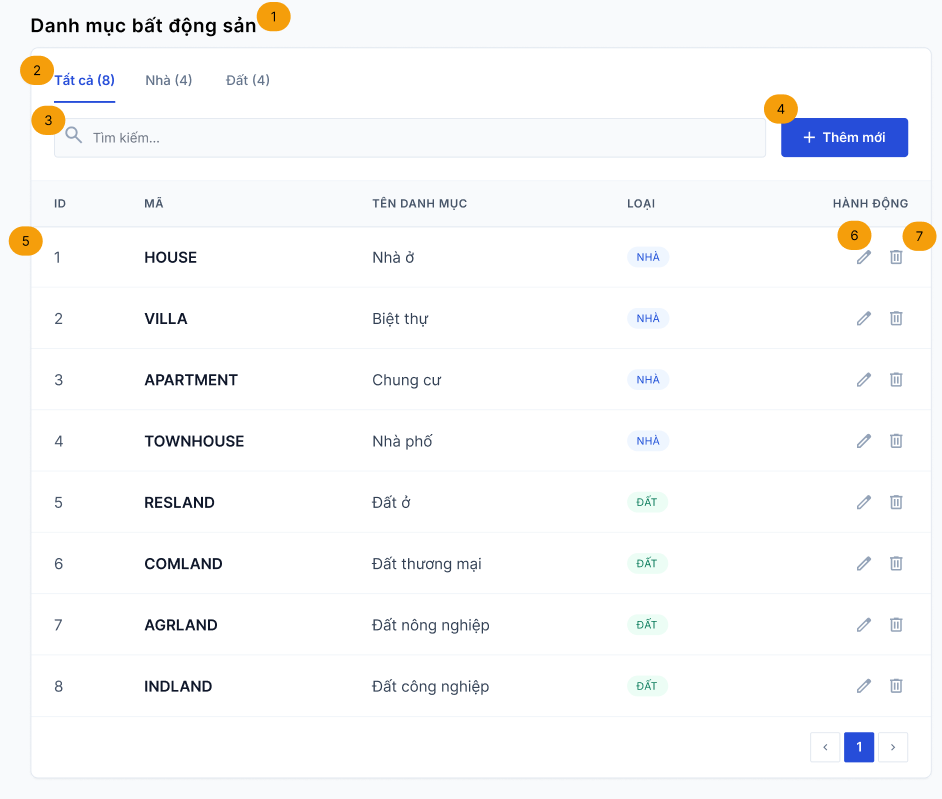 Danh mục bất động sản 1
2 Tất cả (8) Nhà (4) Đất (4)
3 Tìm kiếm... 4 + Thêm mới
ID MÃ TÊN DANH MỤC LOẠI HÀNH ĐỘNG
5 6 7
1 HOUSE Nhà ở NHÀ
2 VILLA Biệt thự NHÀ
3 APARTMENT Chung cư NHÀ
4 TOWNHOUSE Nhà phố NHÀ
5 RESLAND Đất ở ĐẤT
6 COMLAND Đất thương mại ĐẤT
7 AGRLAND Đất nông nghiệp ĐẤT
8 INDLAND Đất công nghiệp ĐẤT
‹ 1 ›